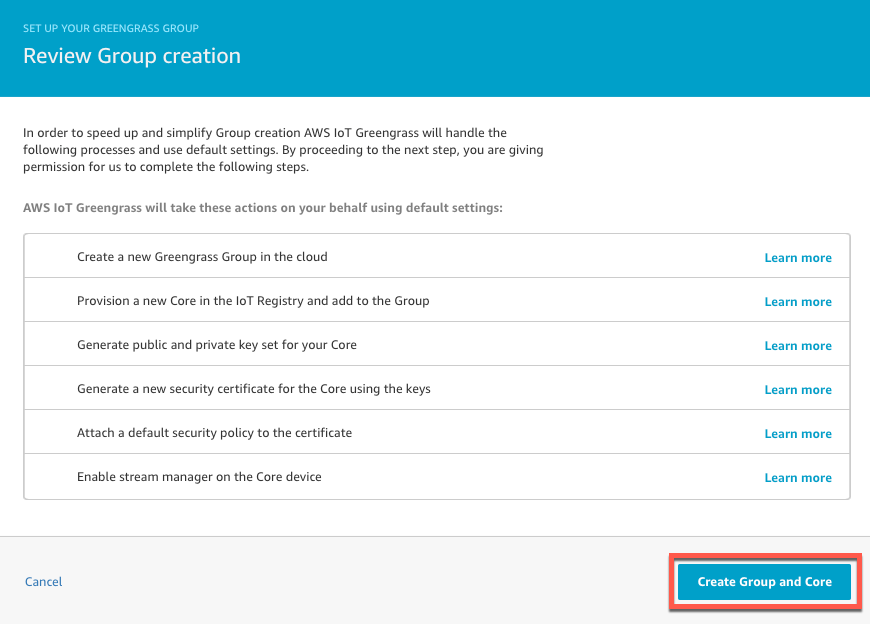 SET UP YOUR GREENGRASS GROUP
Review Group creation
In order to speed up and simplify Group creation AWS IoT Greengrass will handle the
following processes and use default settings. By proceeding to the next step, you are giving
permission for us to complete the following steps.
AWS IoT Greengrass will take these actions on your behalf using default settings:
Create a new Greengrass Group in the cloud Learn more
Provision a new Core in the IoT Registry and add to the Group Learn more
Generate public and private key set for your Core Learn more
Generate a new security certificate for the Core using the keys Learn more
Attach a default security policy to the certificate Learn more
Enable stream manager on the Core device Learn more
Cancel Create Group and Core